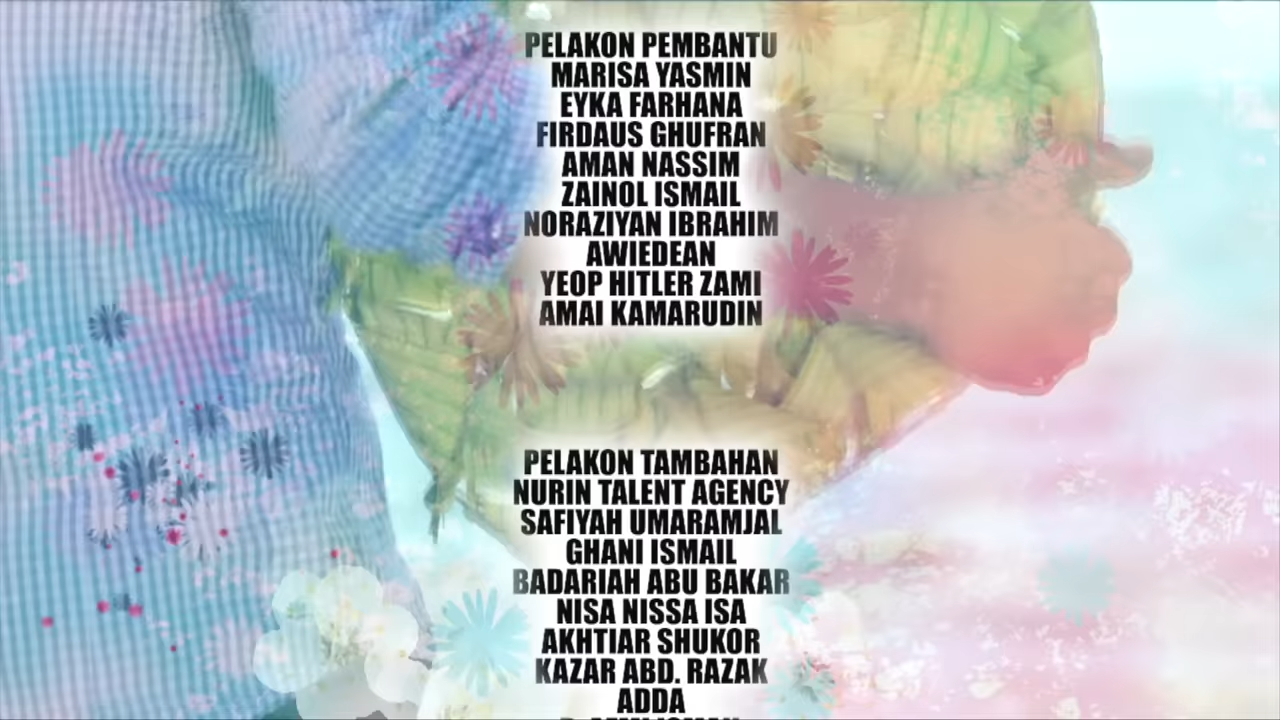 PELAKON PEMBANTU
MARISA YASMIN
EYKA FARHANA
FIRDAUS GHUFRAN
AMAN NASSIM
ZAINOL ISMAIL
NORAZIYAN IBRAHIM
AWIEDEAN
YEOP HITLER ZAMI
AMAI KAMARUDIN
PELAKON TAMBAHAN
NURIN TALENT AGENCY
SAFIYAH UMARAMJAL
GHANI ISMAIL
BADARIAH ABU BAKAR
NISA NISSA ISA
AKHTIAR SHUKOR
KAZAR ABD. RAZAK
ADDA